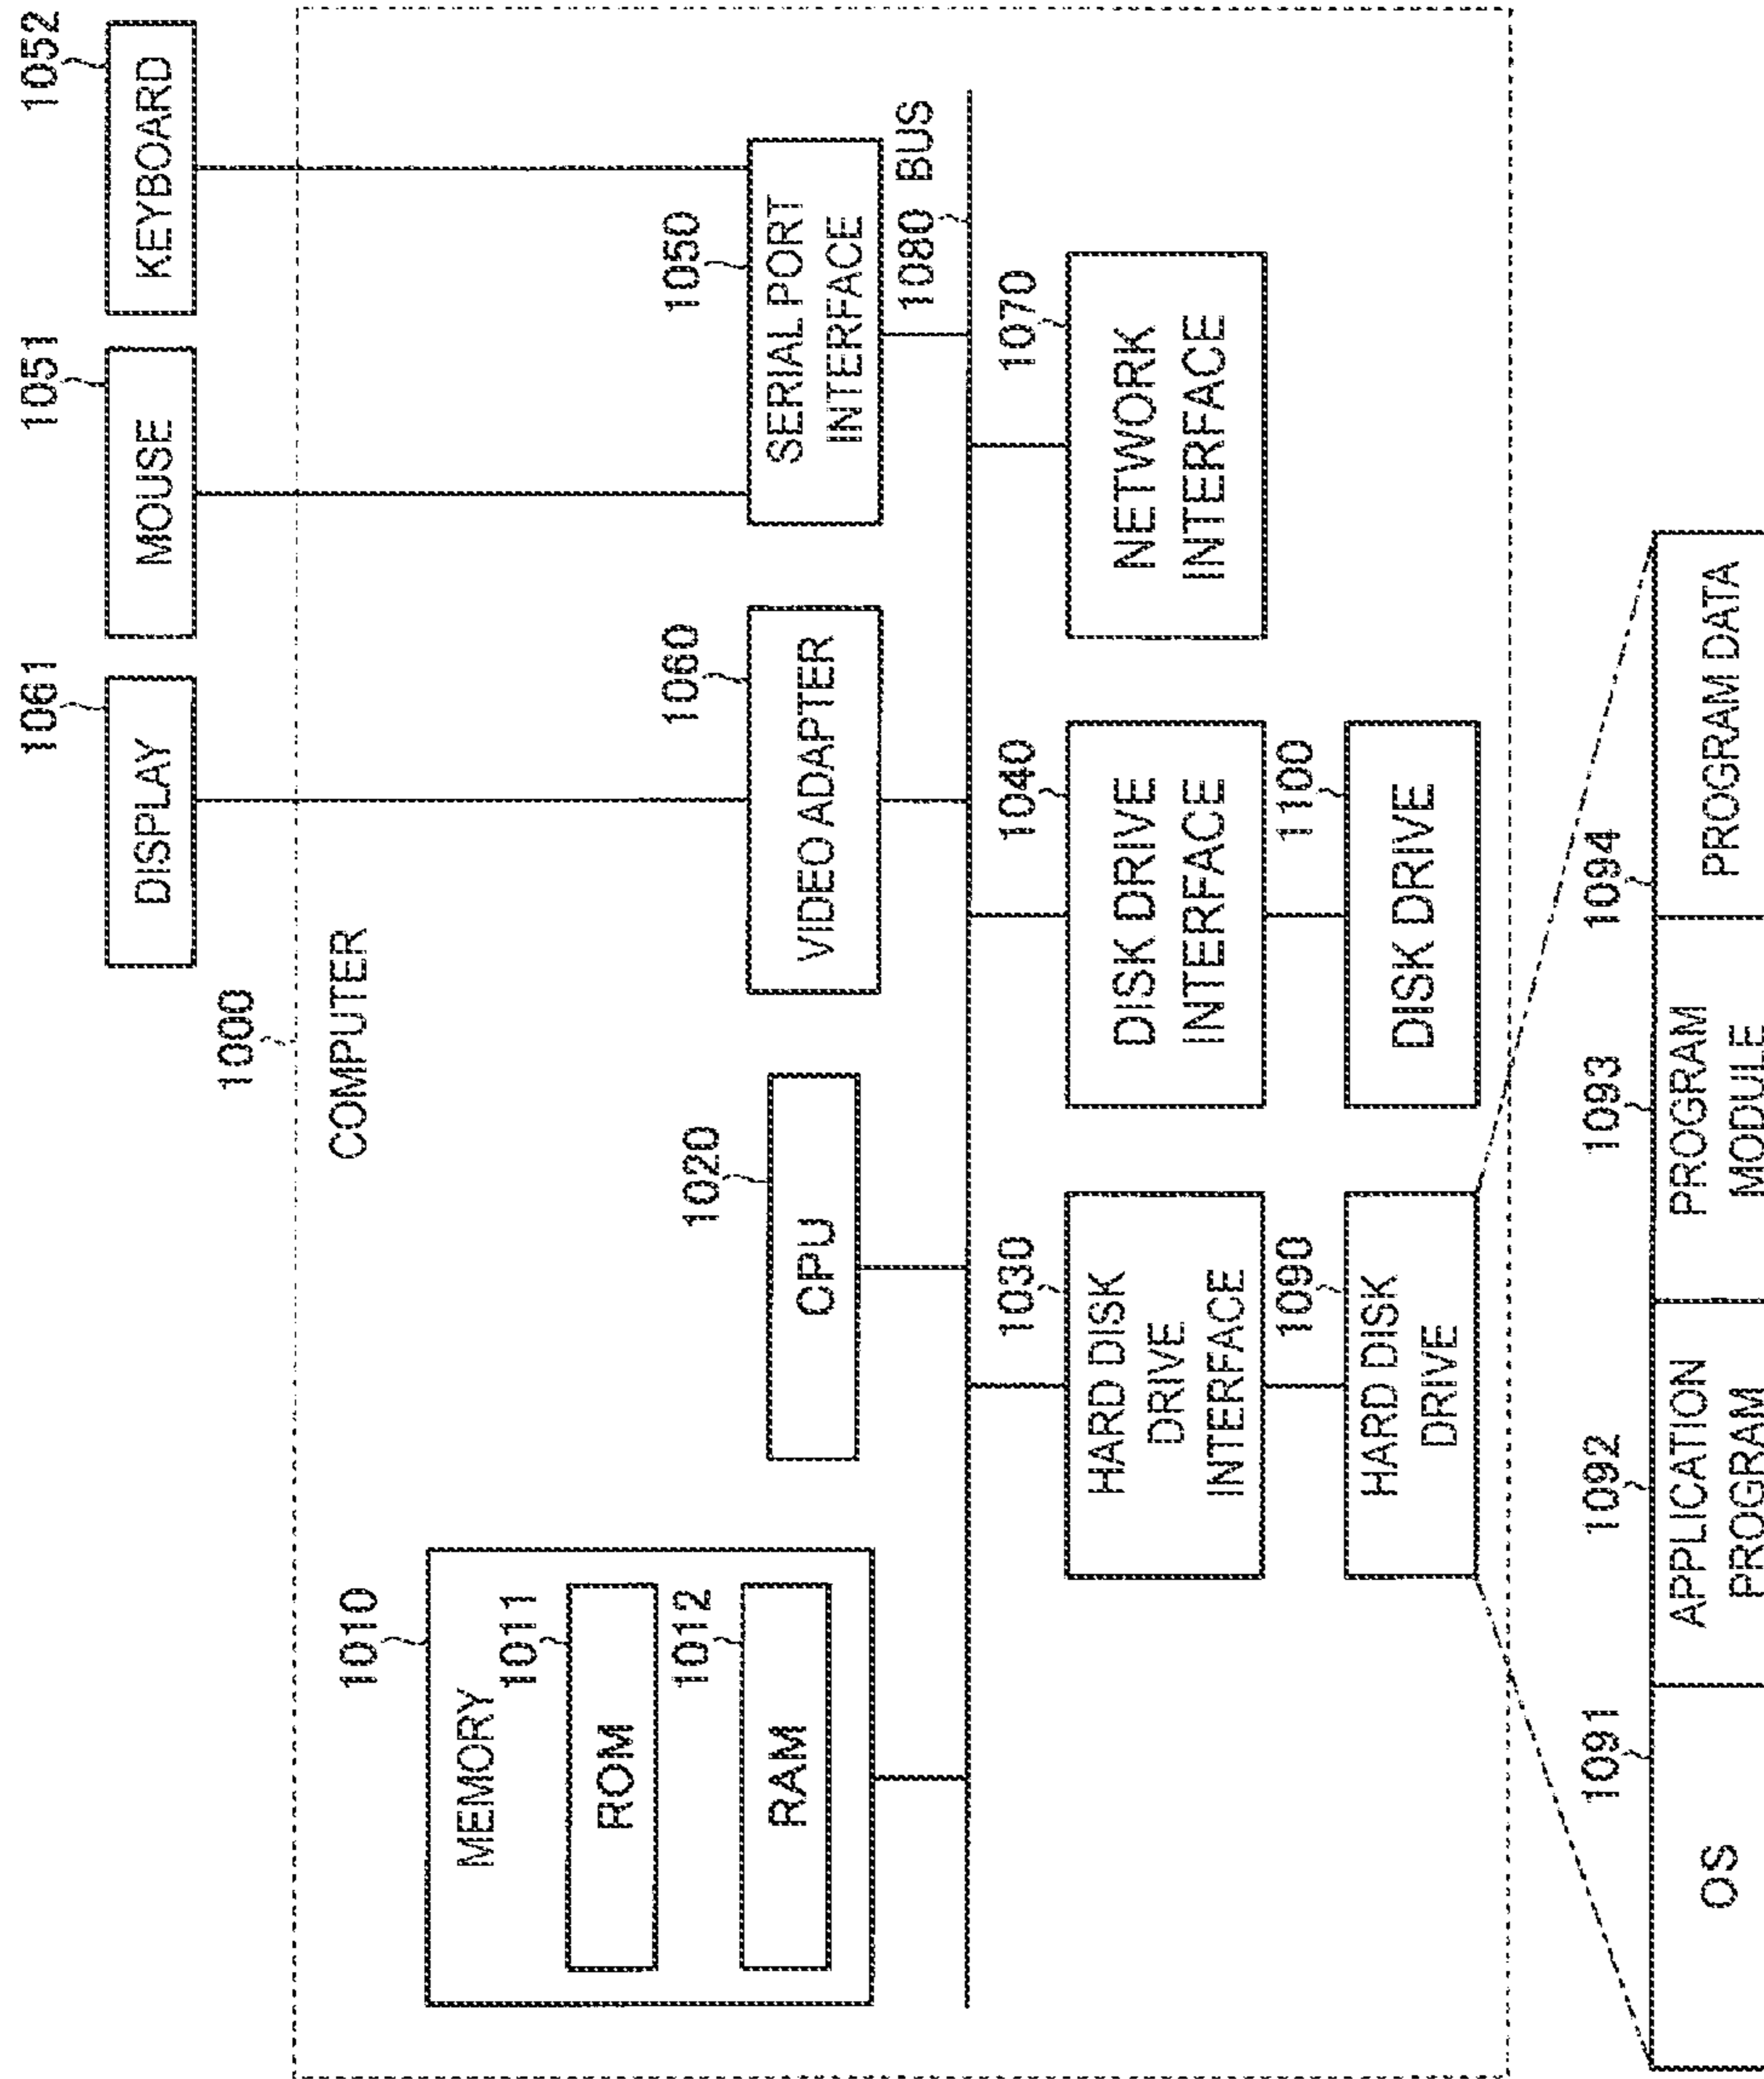 1061
1051
1052
DISPLAY
MOUSE
KEYBOARD
1000
COMPUTER
1010
MEMORY
1011
ROM
1012
RAM
1020
CPU
1060
VIDEO ADAPTER
1050
SERIAL PORT
INTERFACE
1080 BUS
1030
HARD DISK
DRIVE
INTERFACE
1040
DISK DRIVE
INTERFACE
1070
NETWORK
INTERFACE
1090
HARD DISK
DRIVE
1100
DISK DRIVE
1091
OS
1092
APPLICATION
PROGRAM
1093
PROGRAM
MODULE
1094
PROGRAM DATA